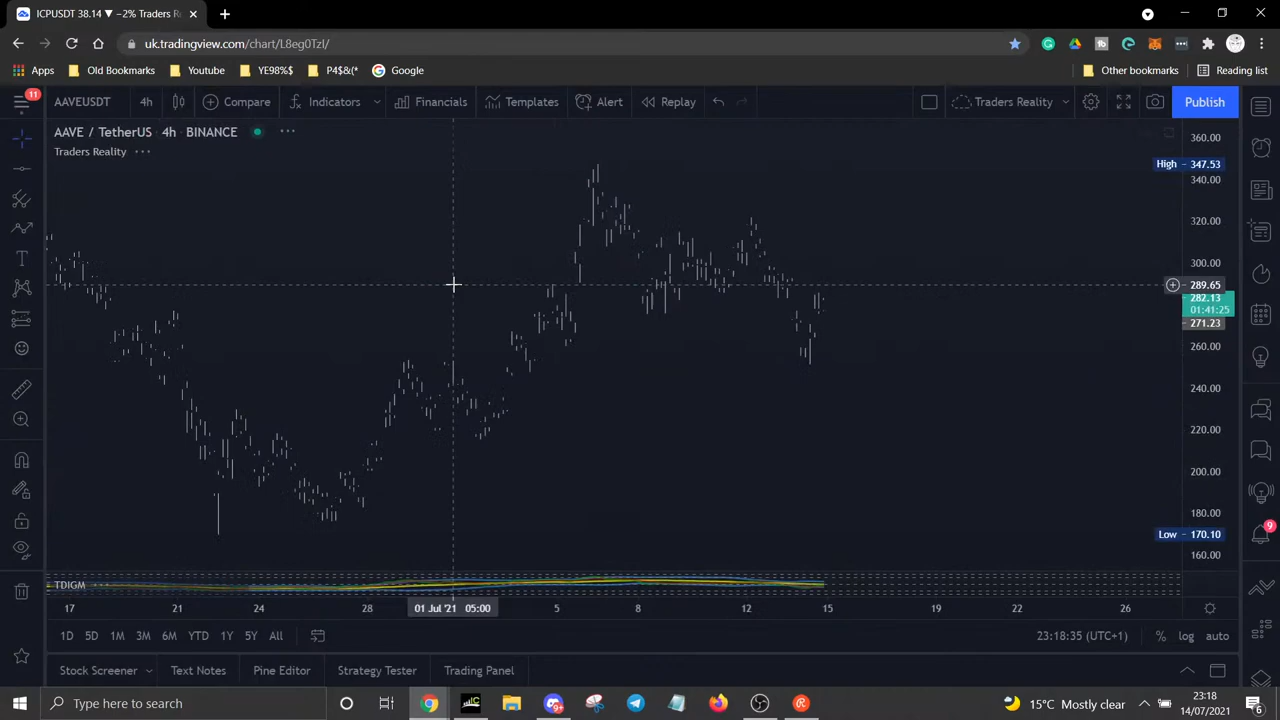 ICPUSDT 38.14 ▼ −2% Traders Re
uk.tradingview.com/chart/L8eg0TzI/
Apps Old Bookmarks Youtube YE98%$ P4$&(* Google Other bookmarks Reading list
11
AAVEUSDT 4h Compare Indicators Financials Templates Alert Replay Traders Reality Publish
AAVE / TetherUS · 4h · BINANCE
Traders Reality
360.00
High 347.53
340.00
320.00
300.00
289.65
282.13
01:41:25
271.23
260.00
240.00
220.00
200.00
180.00
Low 170.10
160.00
9
TDIGM
17 21 24 28 01 Jul '21 05:00 5 8 12 15 19 22 26
1D 5D 1M 3M 6M YTD 1Y 5Y All 23:18:35 (UTC+1) % log auto
Stock Screener Text Notes Pine Editor Strategy Tester Trading Panel
Type here to search 15°C Mostly clear 23:18
14/07/2021 6